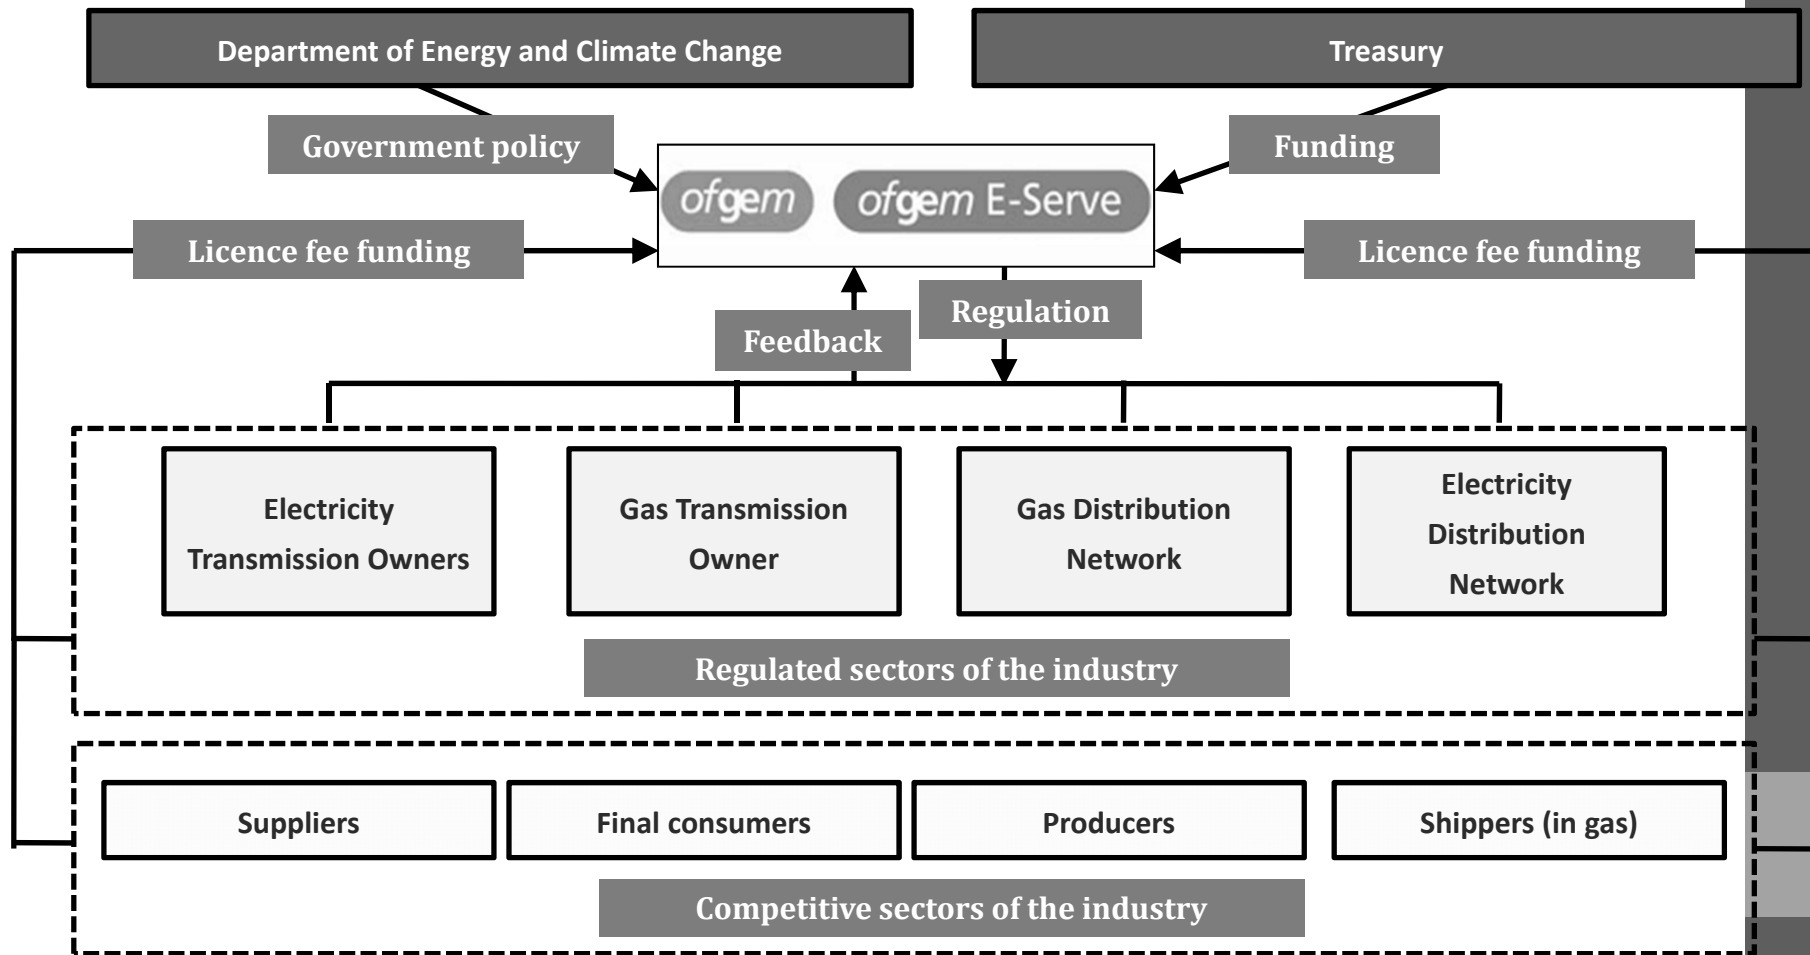 Department of Energy and Climate Change
Treasury
Government policy
Funding
ofgem
ofgem E-Serve
Licence fee funding
Licence fee funding
Feedback
Regulation
Electricity
Transmission Owners
Gas Transmission
Owner
Gas Distribution
Network
Electricity
Distribution
Network
Regulated sectors of the industry
Suppliers
Final consumers
Producers
Shippers (in gas)
Competitive sectors of the industry